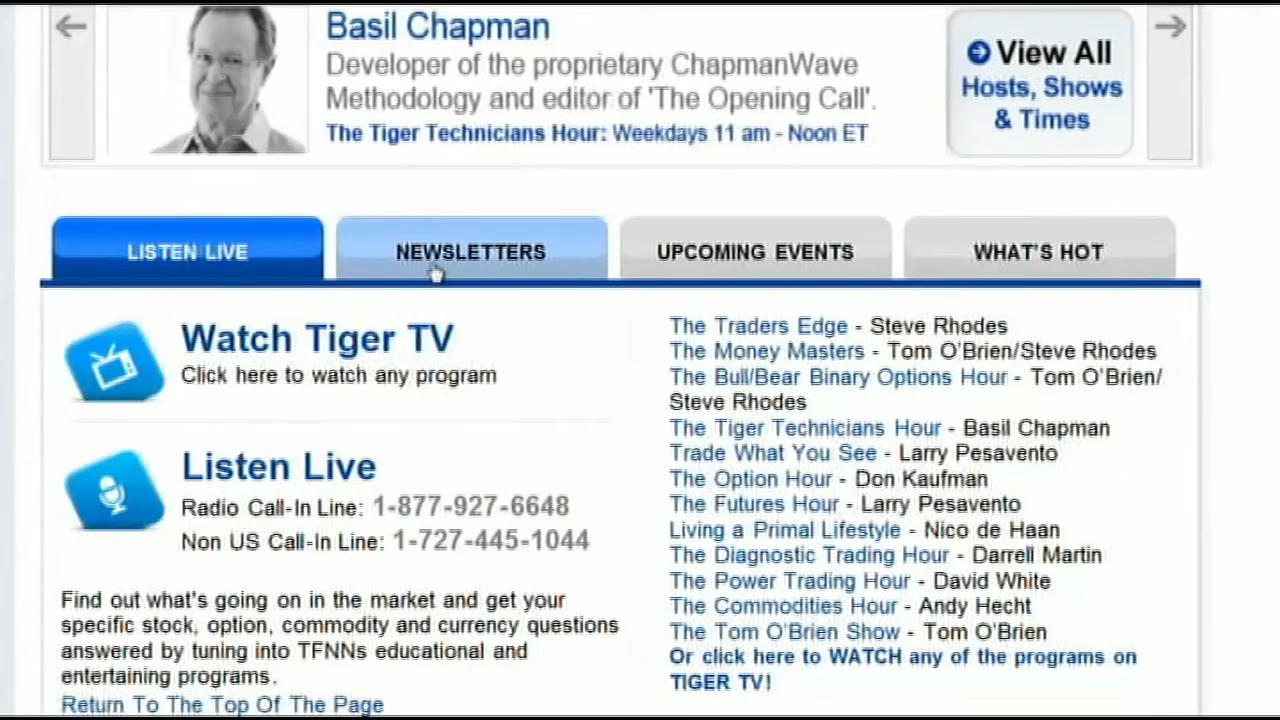 Basil Chapman
Developer of the proprietary ChapmanWave
Methodology and editor of 'The Opening Call'.
The Tiger Technicians Hour: Weekdays 11 am - Noon ET
View All
Hosts, Shows
& Times
LISTEN LIVE
NEWSLETTERS
UPCOMING EVENTS
WHAT'S HOT
Watch Tiger TV
Click here to watch any program
Listen Live
Radio Call-In Line: 1-877-927-6648
Non US Call-In Line: 1-727-445-1044
Find out what's going on in the market and get your
specific stock, option, commodity and currency questions
answered by tuning into TFNNs educational and
entertaining programs.
Return To The Top Of The Page
The Traders Edge - Steve Rhodes
The Money Masters - Tom O'Brien/Steve Rhodes
The Bull/Bear Binary Options Hour - Tom O'Brien/
Steve Rhodes
The Tiger Technicians Hour - Basil Chapman
Trade What You See - Larry Pesavento
The Option Hour - Don Kaufman
The Futures Hour - Larry Pesavento
Living a Primal Lifestyle - Nico de Haan
The Diagnostic Trading Hour - Darrell Martin
The Power Trading Hour - David White
The Commodities Hour - Andy Hecht
The Tom O'Brien Show - Tom O'Brien
Or click here to WATCH any of the programs on
TIGER TV!